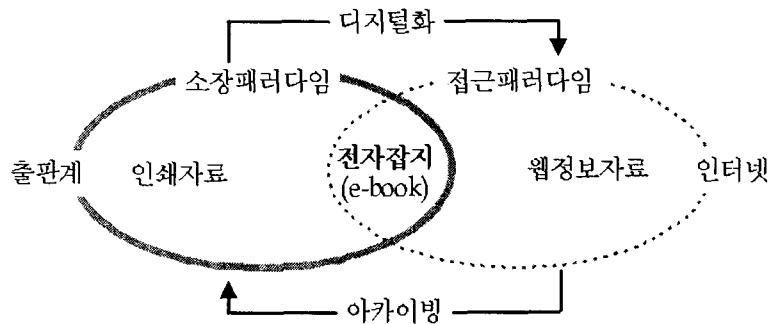 디지털화
소장패러다임 접근패러다임
출판계 인쇄자료 전자잡지 웹정보자료 인터넷
(e-book)
아카이빙